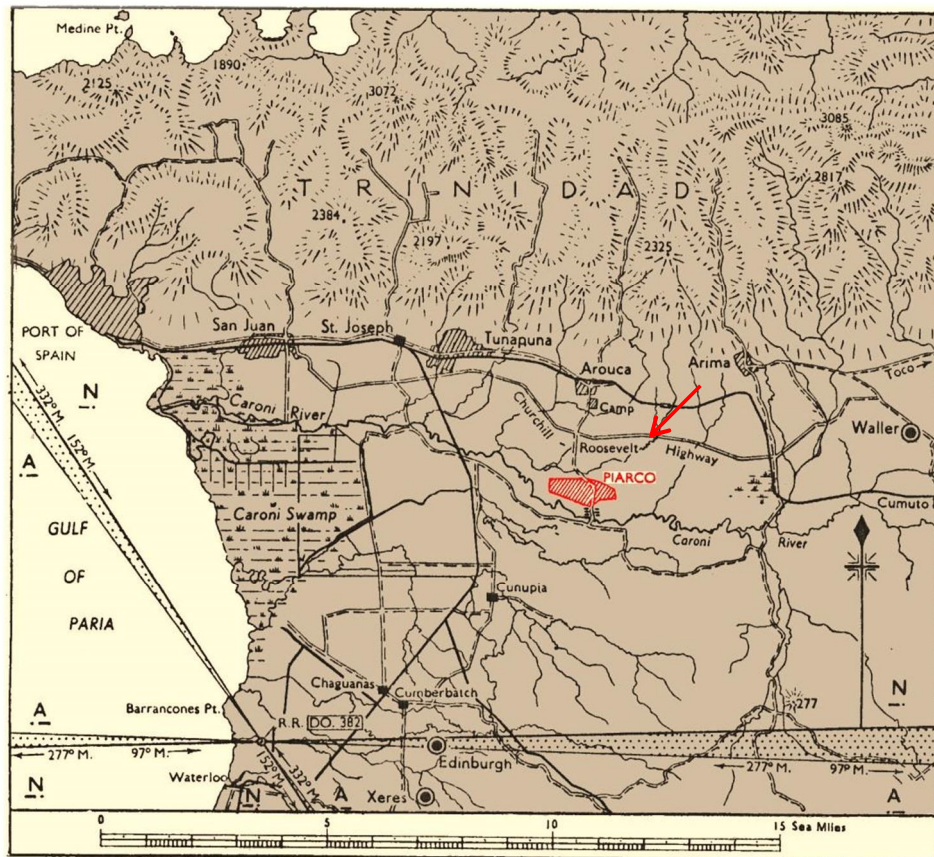 Medine Pt.
1890
2125
3072
3085
2817
TRINIDAD
2384
2197
2325
PORT OF
SPAIN
San Juan
St. Joseph
Tunapuna
Arouca
Arima
Toco
Camp
Caroni River
Churchill - Roosevelt Highway
Waller
N
332° M.
152° M.
A
PIARCO
Cumuto
Caroni Swamp
Caroni River
GULF
OF
PARIA
Cunupia
Chaguanas
Cumberbatch
277
N
Barrancones Pt.
A
R.R. DO. 382
277° M. 97° M.
Edinburgh
277° M. 97° M.
Waterloo
152° M.
333° M.
N
N
A
Xeres
A
0 5 10 15 Sea Miles